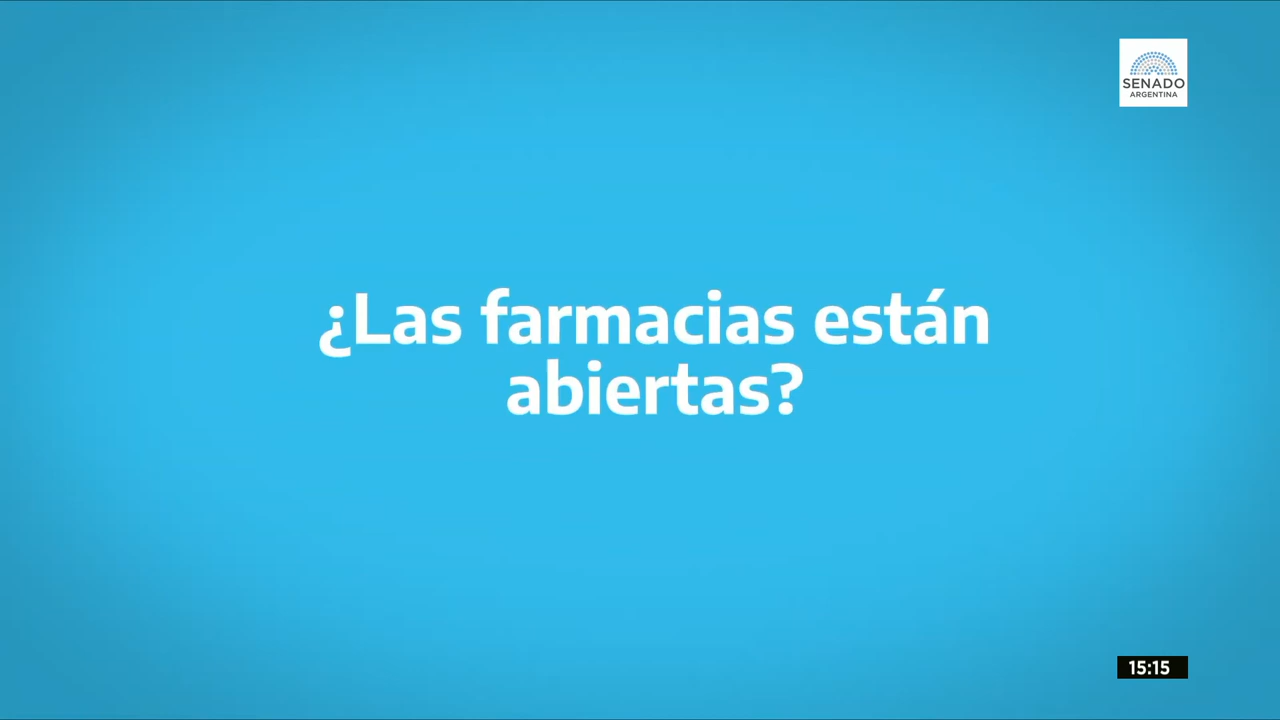 SENADO
ARGENTINA
¿Las farmacias están
abiertas?
15:15